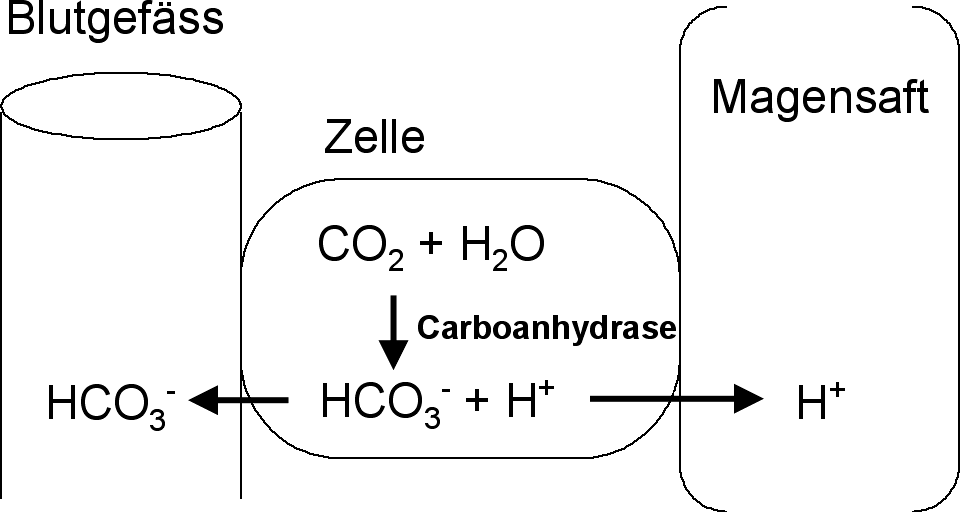 Blutgefäss
Magensaft
Zelle
CO₂ + H₂O
Carboanhydrase
HCO₃⁻
HCO₃⁻ + H⁺
H⁺